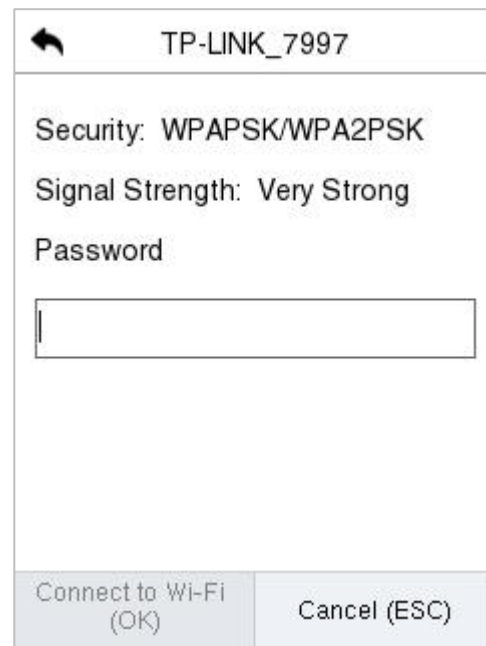 TP-LINK_7997
Security: WPAPSK/WPA2PSK
Signal Strength: Very Strong
Password
Connect to Wi-Fi
(OK)
Cancel (ESC)